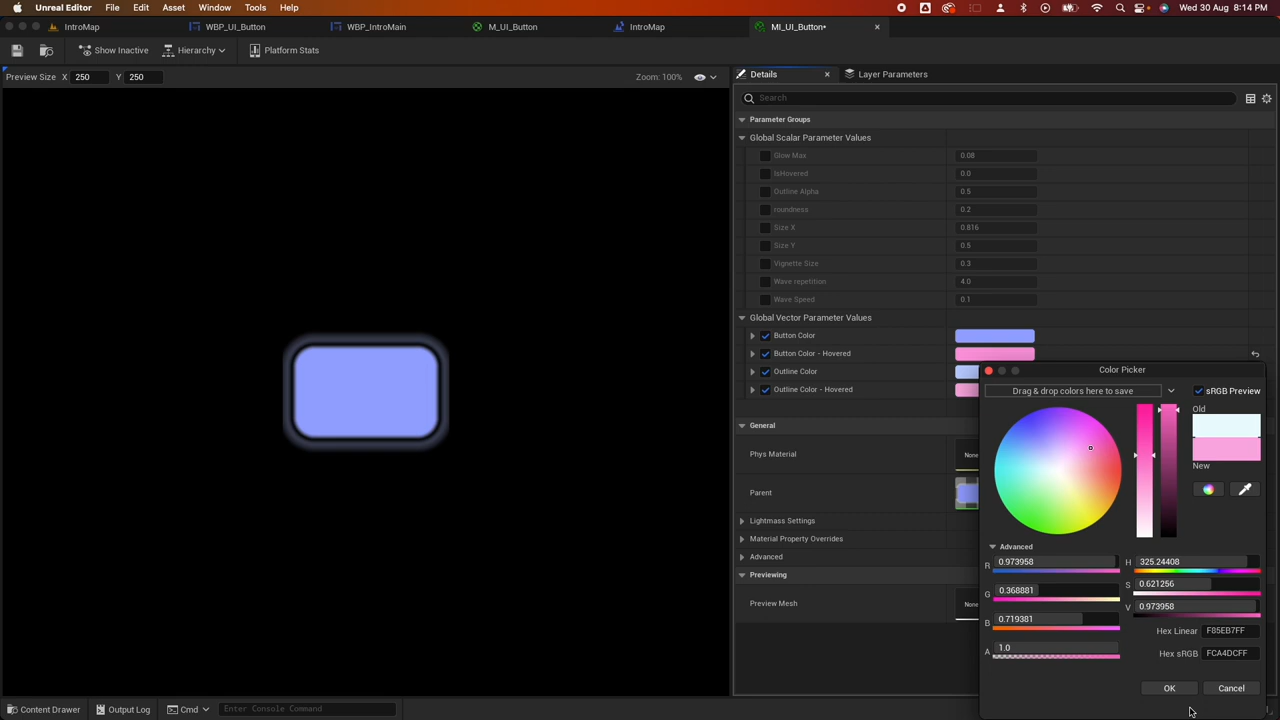 Unreal Editor File Edit Asset Window Tools Help Wed 30 Aug 8:14 PM
IntroMap WBP_UI_Button WBP_IntroMain M_UI_Button IntroMap MI_UI_Button*
Show Inactive Hierarchy Platform Stats
Preview Size X 250 Y 250 Zoom: 100%
Details Layer Parameters
Search
Parameter Groups
Global Scalar Parameter Values
Glow Max 0.08
IsHovered 0.0
Outline Alpha 0.5
roundness 0.2
Size X 0.816
Size Y 0.5
Vignette Size 0.3
Wave repetition 4.0
Wave Speed 0.1
Global Vector Parameter Values
Button Color
Button Color - Hovered
Outline Color
Outline Color - Hovered
General
Phys Material None
Parent
Lightmass Settings
Material Property Overrides
Advanced
Previewing
Preview Mesh None
Color Picker
Drag & drop colors here to save sRGB Preview
Old
New
Advanced
R 0.973958 H 325.24408
G 0.368881 S 0.621256
B 0.719381 V 0.973958
Hex Linear F85EB7FF
A 1.0 Hex sRGB FCA4DCFF
OK Cancel
Content Drawer Output Log Cmd Enter Console Command